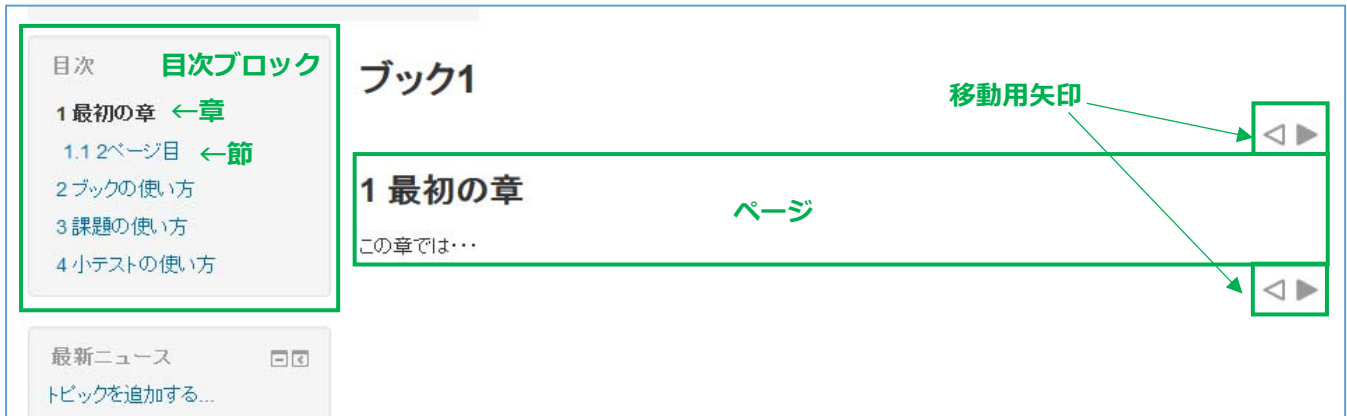 目次 目次ブロック
1 最初の章 ←章
1.1 2ページ目 ←節
2 ブックの使い方
3 課題の使い方
4 小テストの使い方
最新ニュース
トピックを追加する...
ブック1
移動用矢印
1 最初の章
ページ
この章では・・・